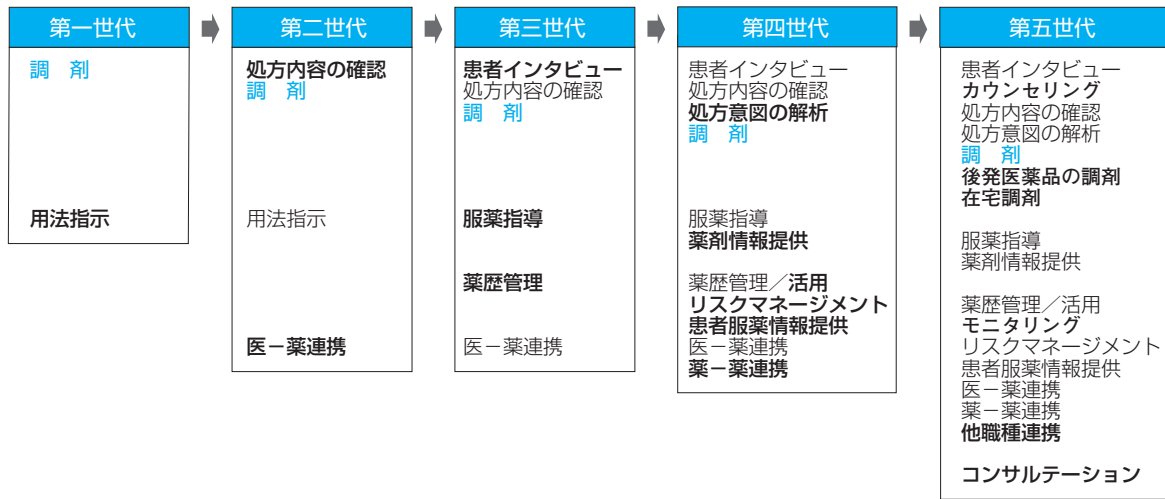 第一世代
調　剤
用法指示
第二世代
処方内容の確認
調　剤
用法指示
医－薬連携
第三世代
患者インタビュー
処方内容の確認
調　剤
服薬指導
薬歴管理
医－薬連携
第四世代
患者インタビュー
処方内容の確認
処方意図の解析
調　剤
服薬指導
薬剤情報提供
薬歴管理／活用
リスクマネージメント
患者服薬情報提供
医－薬連携
薬－薬連携
第五世代
患者インタビュー
カウンセリング
処方内容の確認
処方意図の解析
調　剤
後発医薬品の調剤
在宅調剤
服薬指導
薬剤情報提供
薬歴管理／活用
モニタリング
リスクマネージメント
患者服薬情報提供
医－薬連携
薬－薬連携
他職種連携
コンサルテーション